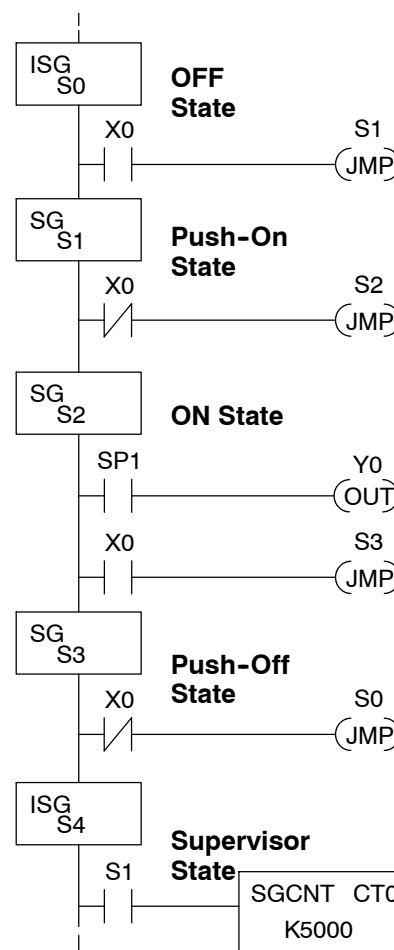 ISG
S0
OFF
State
X0
S1
JMP
SG
S1
Push-On
State
X0
S2
JMP
SG
S2
ON State
SP1
Y0
OUT
X0
S3
JMP
SG
S3
Push-Off
State
X0
S0
JMP
ISG
S4
Supervisor
State
S1
SGCNT CT0
K5000